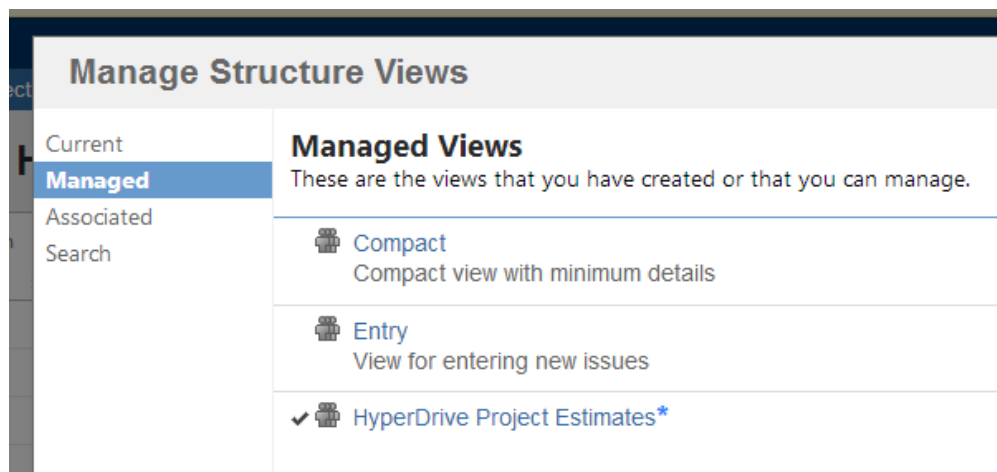 Manage Structure Views
ect
Current
Managed
Associated
Search
H
Managed Views
These are the views that you have created or that you can manage.
Compact
Compact view with minimum details
Entry
View for entering new issues
HyperDrive Project Estimates*